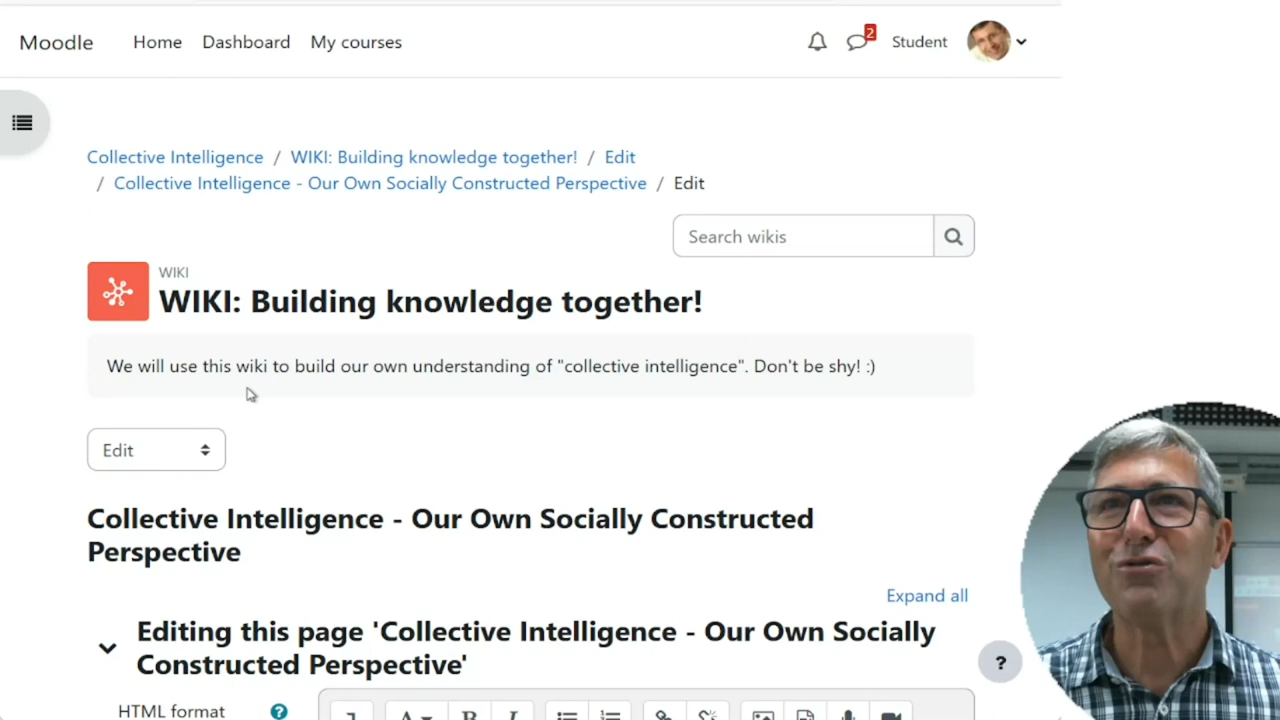 Moodle Home Dashboard My courses 2 Student
Collective Intelligence / WIKI: Building knowledge together! / Edit
/ Collective Intelligence - Our Own Socially Constructed Perspective / Edit
Search wikis
WIKI
WIKI: Building knowledge together!
We will use this wiki to build our own understanding of "collective intelligence". Don't be shy! :)
Edit
Collective Intelligence - Our Own Socially Constructed
Perspective
Expand all
Editing this page 'Collective Intelligence - Our Own Socially
Constructed Perspective'
?
HTML format ? A B I